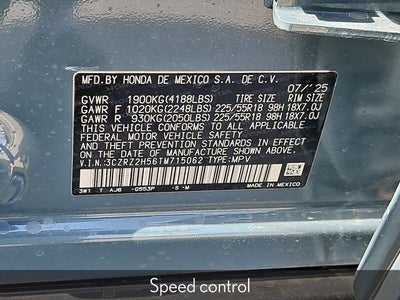 MFD. BY HONDA DE MEXICO S.A. DE C.V. 07/'25
GVWR 1900KG(4188LBS) TIRE SIZE RIM SIZE
GAWR F 1020KG(2248LBS) 225/55R18 98H 18X7.0J
GAWR R 930KG(2050LBS) 225/55R18 98H 18X7.0J
THIS VEHICLE CONFORMS TO ALL APPLICABLE
FEDERAL MOTOR VEHICLE SAFETY STANDARDS
IN EFFECT ON THE DATE OF MANUFACTURE
SHOWN ABOVE.
V.I.N.:3CZRZ2H56TM715062 TYPE:MPV
3W1 T AJ6 -G553P -S -M MADE IN MEXICO
Speed control